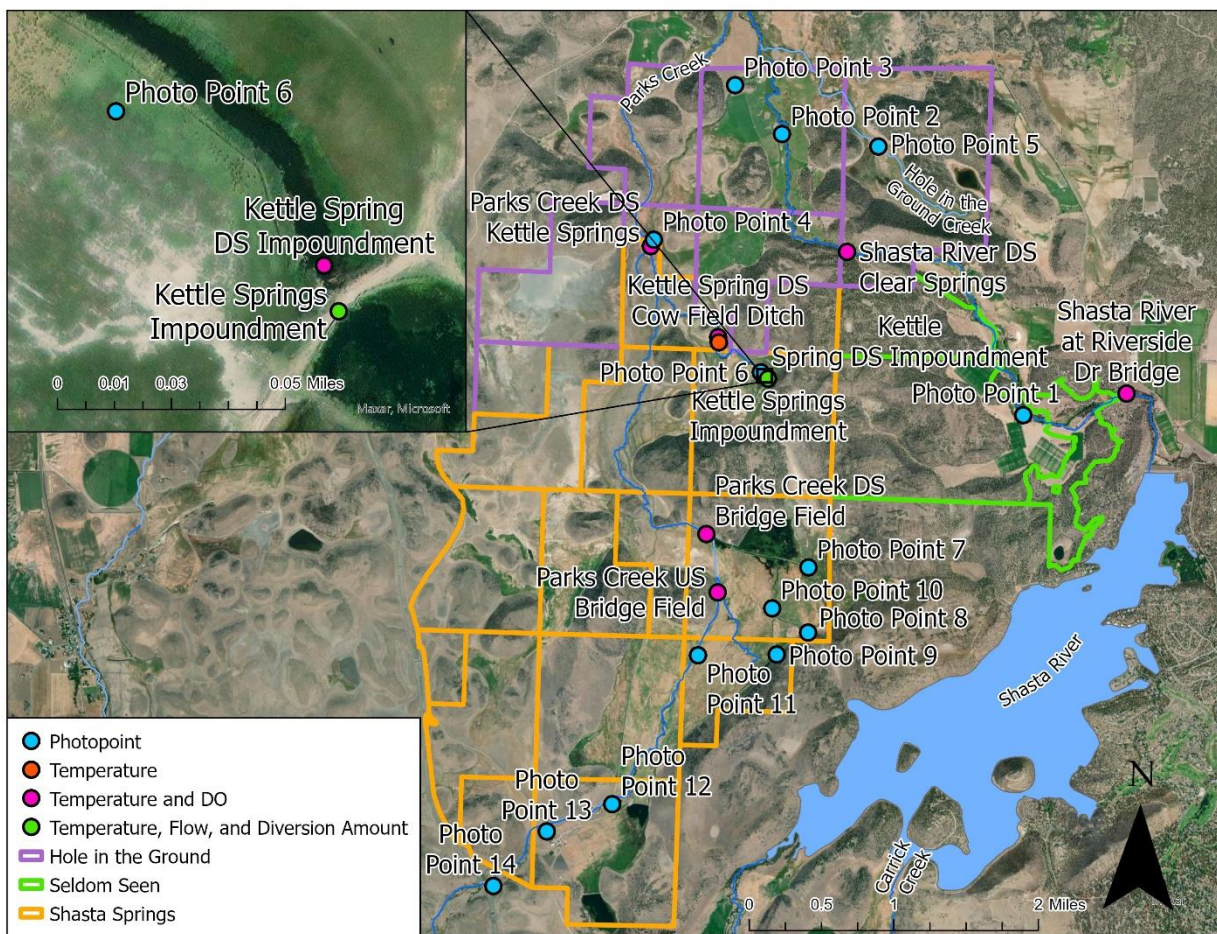 Photo Point 6
Kettle Spring
DS Impoundment
Kettle Springs
Impoundment
0
0.01
0.03
0.05 Miles
Maxar, Microsoft
Parks Creek
Photo Point 3
Photo Point 2
Photo Point 5
Hole in the
Ground Creek
Parks Creek DS
Kettle Springs
Photo Point 4
Shasta River DS
Clear Springs
Kettle Spring DS
Cow Field Ditch
Kettle
Spring DS Impoundment
Shasta River
at Riverside
Dr Bridge
Photo Point 6
Photo Point 1
Kettle Springs
Impoundment
Parks Creek DS
Bridge Field
Photo Point 7
Parks Creek US
Bridge Field
Photo Point 10
Photo Point 8
Photo Point 9
Photo
Point 11
Shasta River
Photo
Point 12
Photo
Point 13
Photo
Point 14
Carrick
Creek
N
0
0.5
1
2 Miles
Photopoint
Temperature
Temperature and DO
Temperature, Flow, and Diversion Amount
Hole in the Ground
Seldom Seen
Shasta Springs